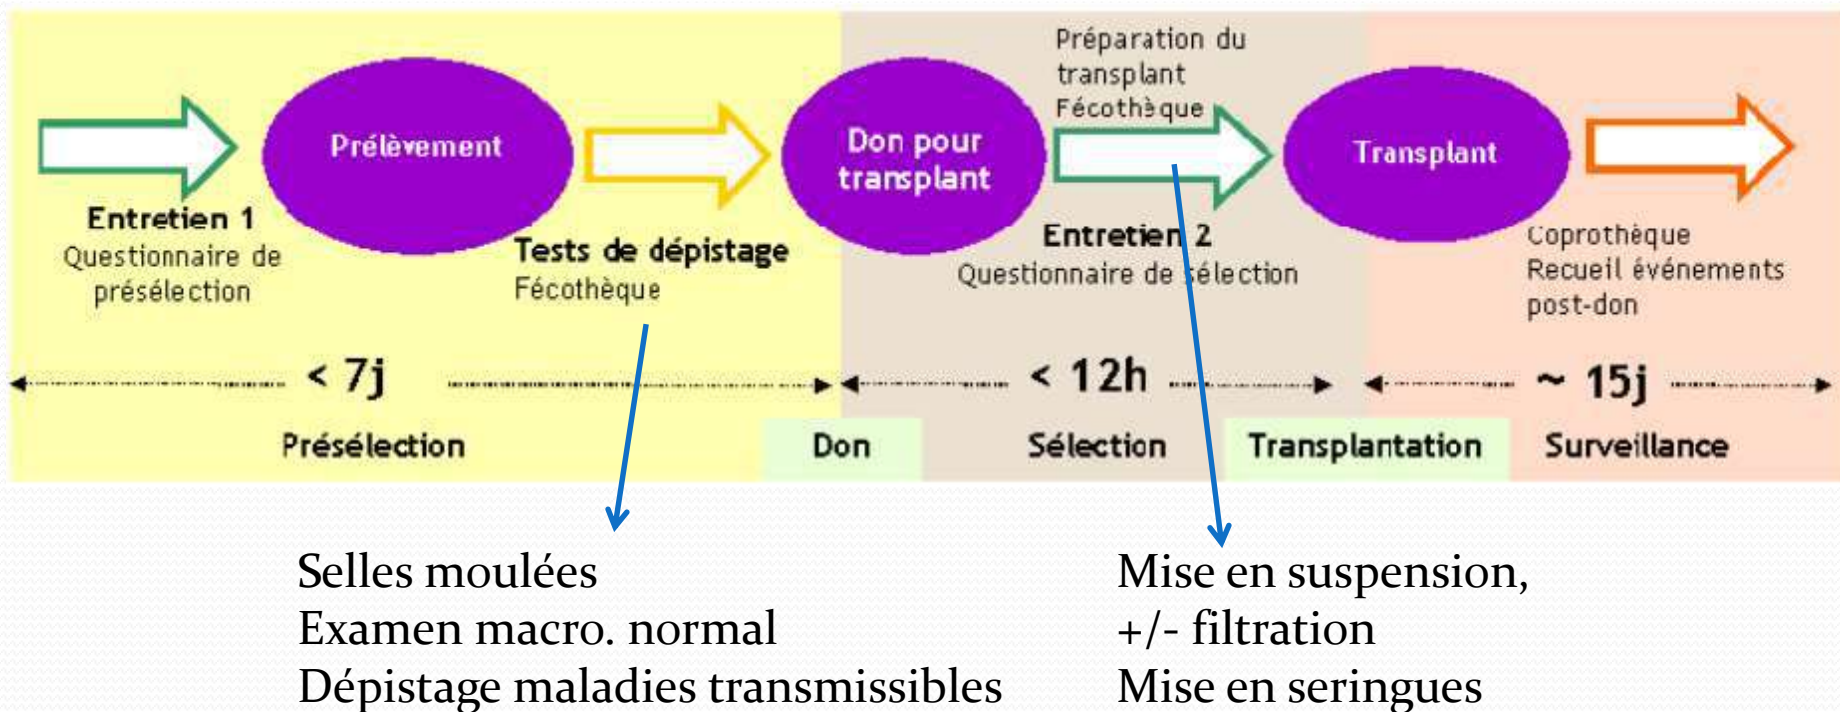 Entretien 1
Questionnaire de
présélection
Prélèvement
Tests de dépistage
Fécothèque
Don pour
transplant
Préparation du
transplant
Fécothèque
Entretien 2
Questionnaire de sélection
Transplant
Coprothèque
Recueil événements
post-don
< 7j
< 12h
~ 15j
Présélection
Don
Sélection
Transplantation
Surveillance
Selles moulées
Examen macro. normal
Dépistage maladies transmissibles
Mise en suspension,
+/- filtration
Mise en seringues